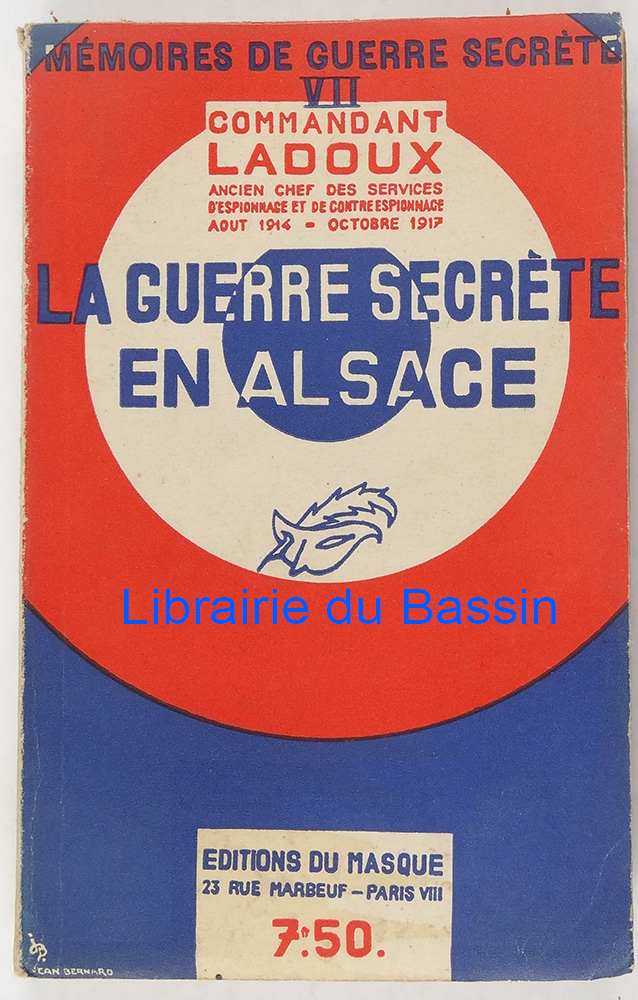 MÉMOIRES DE GUERRE SECRÈTE
VII
COMMANDANT
LADOUX
ANCIEN CHEF DES SERVICES
D'ESPIONNAGE ET DE CONTRE ESPIONNAGE
AOUT 1914 - OCTOBRE 1917
LA GUERRE SECRÈTE
EN ALSACE
Librairie du Bassin
EDITIONS DU MASQUE
23 RUE MARBEUF - PARIS VIII
7fr50.
JB.
JEAN BERNARD